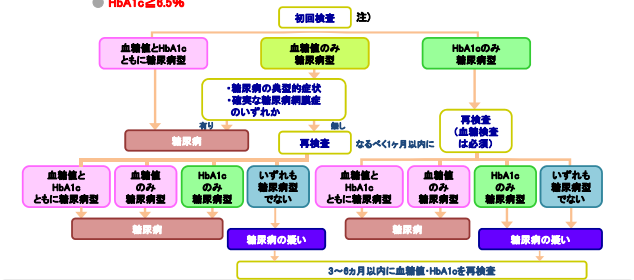 ● HbA1c≧6.5%
初回検査 注)
血糖値とHbA1c
ともに糖尿病型
血糖値のみ
糖尿病型
HbA1cのみ
糖尿病型
・糖尿病の典型的症状
・確実な糖尿病網膜症
のいずれか
有り
無し
糖尿病
再検査
なるべく1ヶ月以内に
再検査
(血糖検査
は必須)
血糖値と
HbA1c
ともに糖尿病型
血糖値
のみ
糖尿病型
HbA1c
のみ
糖尿病型
いずれも
糖尿病型
でない
血糖値と
HbA1c
ともに糖尿病型
血糖値
のみ
糖尿病型
HbA1c
のみ
糖尿病型
いずれも
糖尿病型
でない
糖尿病
糖尿病の疑い
糖尿病
糖尿病の疑い
3~6ヵ月以内に血糖値・HbA1cを再検査